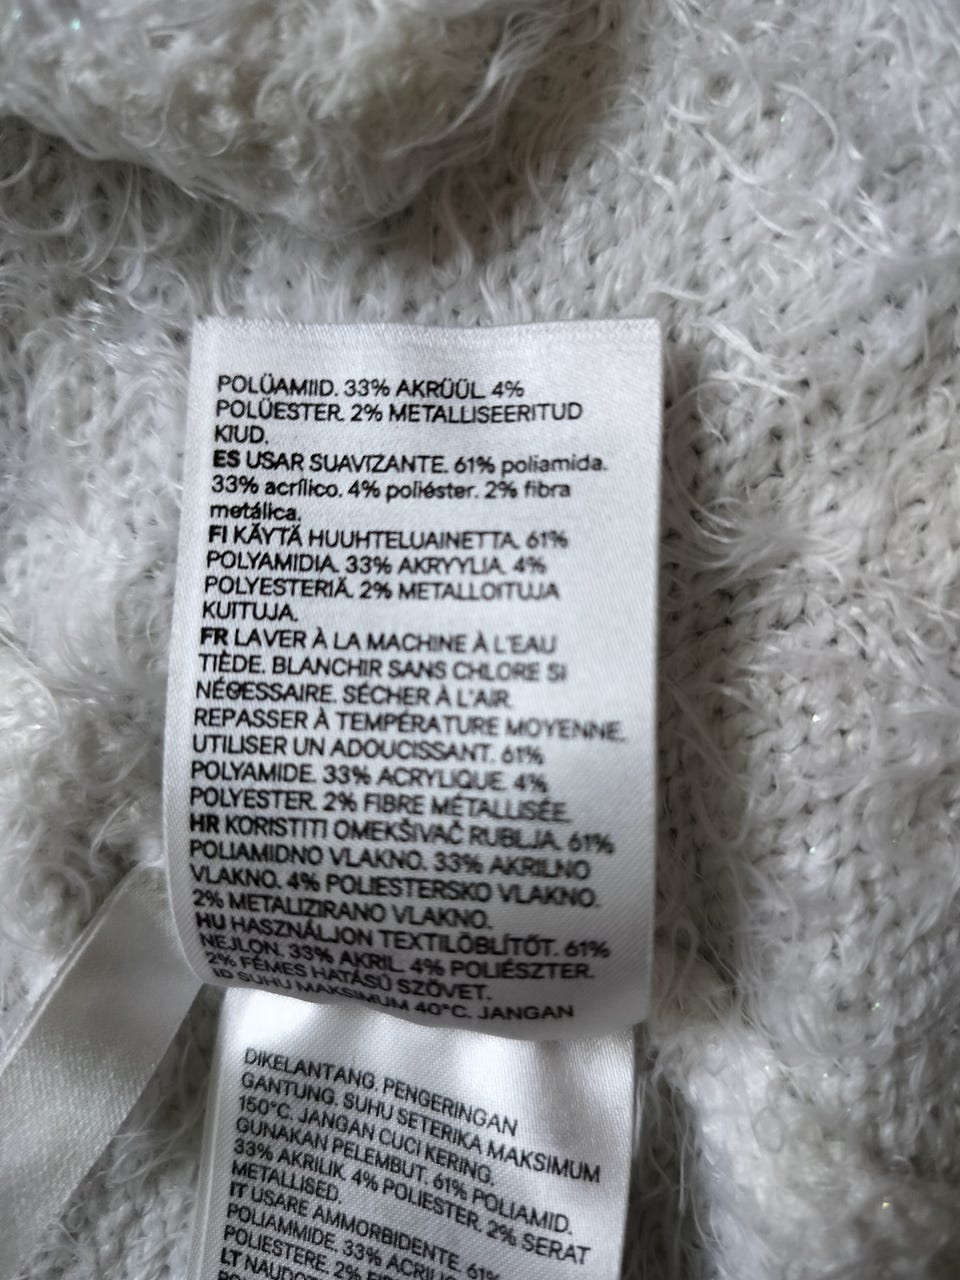 POLÜAMIID. 33% AKRÜÜL. 4%
POLÜESTER. 2% METALLISEERITUD
KIUD.
ES USAR SUAVIZANTE. 61% poliamida.
33% acrílico. 4% poliéster. 2% fibra
metálica.
FI KÄYTÄ HUUHTELUAINETTA. 61%
POLYAMIDIA. 33% AKRYYLIA. 4%
POLYESTERIÄ. 2% METALLOITUJA
KUITUJA.
FR LAVER À LA MACHINE À L'EAU
TIÈDE. BLANCHIR SANS CHLORE SI
NÉCESSAIRE. SÉCHER À L'AIR.
REPASSER À TEMPÉRATURE MOYENNE.
UTILISER UN ADOUCISSANT. 61%
POLYAMIDE. 33% ACRYLIQUE. 4%
POLYESTER. 2% FIBRE MÉTALLISÉE.
HR KORISTITI OMEKŠIVAČ RUBLJA. 61%
POLIAMIDNO VLAKNO. 33% AKRILNO
VLAKNO. 4% POLIESTERSKO VLAKNO.
2% METALIZIRANO VLAKNO.
HU HASZNÁLJON TEXTILÖBLÍTŐT. 61%
NEJLON. 33% AKRIL. 4% POLIÉSZTER.
2% FÉMES HATÁSÚ SZÖVET.
ID SUHU MAKSIMUM 40°C. JANGAN
DIKELANTANG. PENGERINGAN
GANTUNG. SUHU SETERIKA MAKSIMUM
150°C. JANGAN CUCI KERING.
GUNAKAN PELEMBUT. 61% POLIAMID.
33% AKRILIK. 4% POLIESTER. 2% SERAT
METALLISED.
IT USARE AMMORBIDENTE. 61%
POLIAMMIDE. 33% ACRILICO.
POLIESTERE. 2%
LT